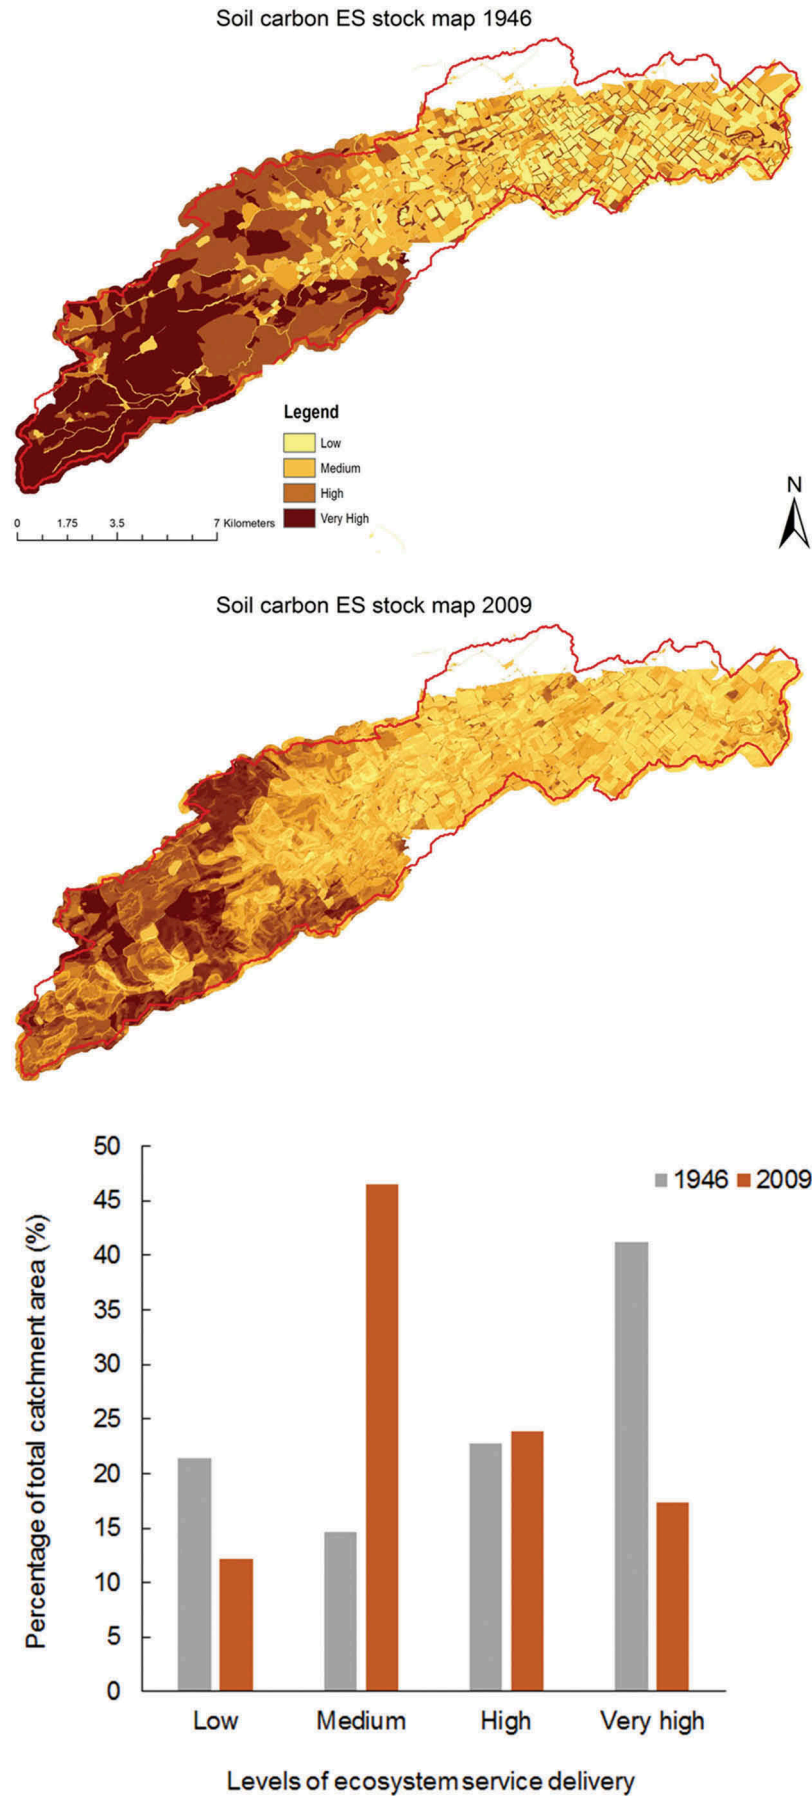 Soil carbon ES stock map 1946
Legend
Low
Medium
High
Very High
0 1.75 3.5 7 Kilometers
N
Soil carbon ES stock map 2009
50
45
40
35
30
25
20
15
10
5
0
Percentage of total catchment area (%)
1946 2009
Low Medium High Very high
Levels of ecosystem service delivery